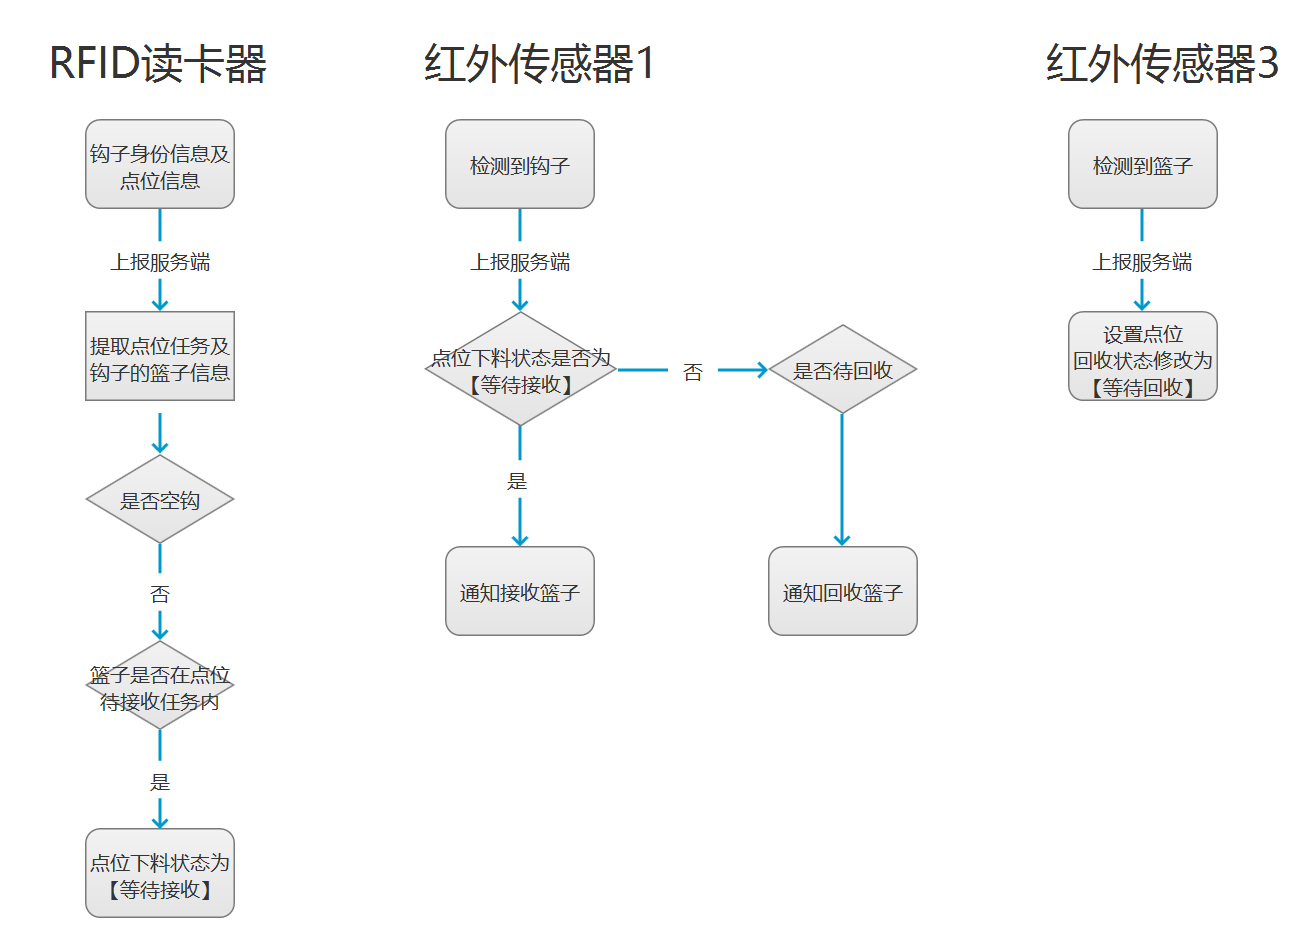 RFID读卡器
钩子身份信息及
点位信息
上报服务端
提取点位任务及
钩子的篮子信息
是否空钩
否
篮子是否在点位
待接收任务内
是
点位下料状态为
【等待接收】
红外传感器1
检测到钩子
上报服务端
点位下料状态是否为
【等待接收】
否
是否待回收
是
通知接收篮子
通知回收篮子
红外传感器3
检测到篮子
上报服务端
设置点位
回收状态修改为
【等待回收】